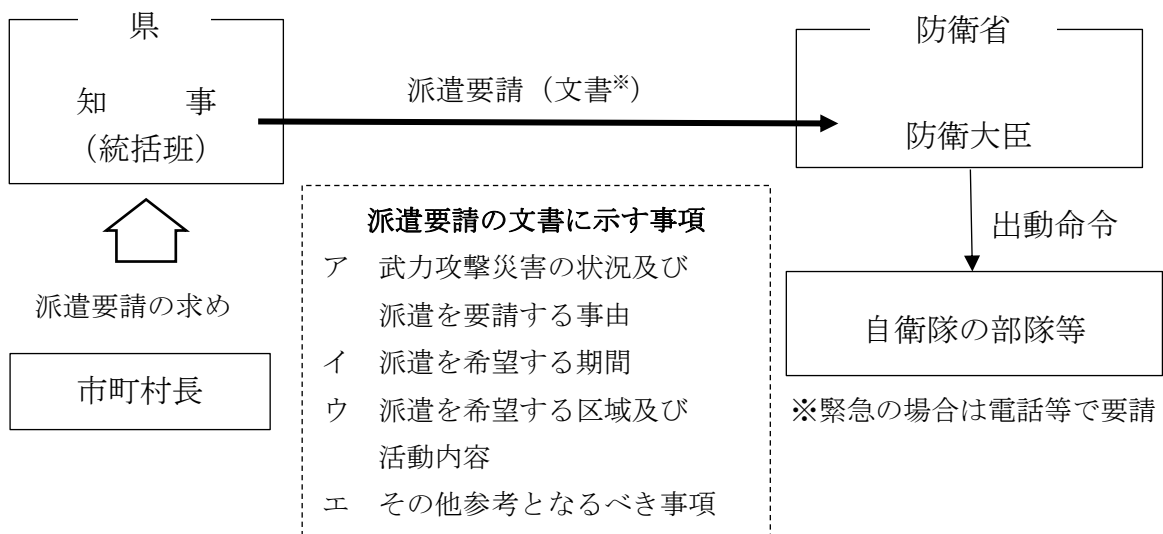 県
知　　事
（統括班）
派遣要請（文書※）
防衛省
防衛大臣
出動命令
自衛隊の部隊等
※緊急の場合は電話等で要請
派遣要請の求め
市町村長
派遣要請の文書に示す事項
ア　武力攻撃災害の状況及び
派遣を要請する事由
イ　派遣を希望する期間
ウ　派遣を希望する区域及び
活動内容
エ　その他参考となるべき事項